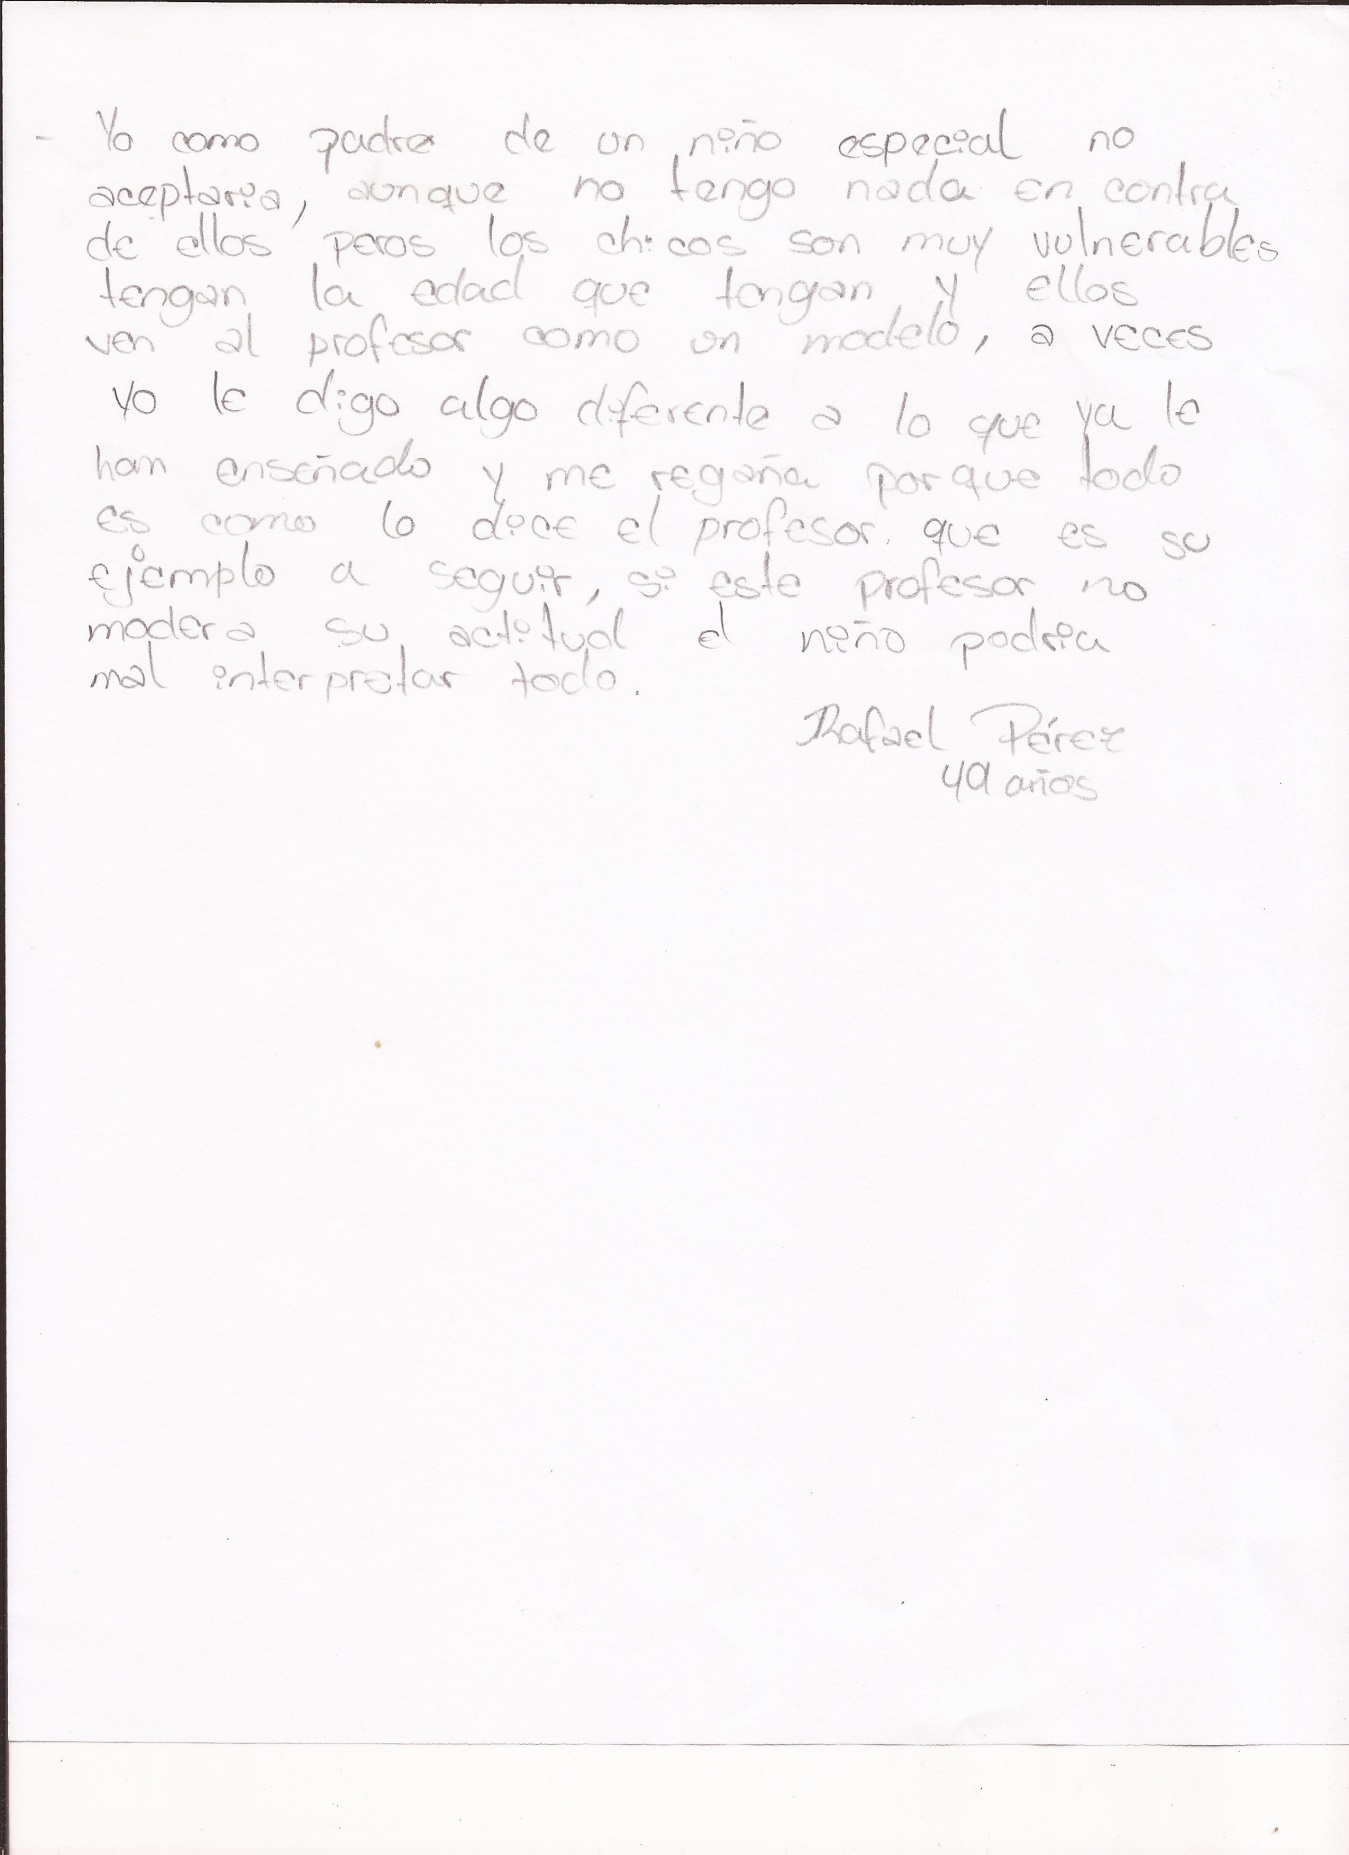 - Yo como padre de un niño especial no
aceptaria, aunque no tengo nada en contra
de ellos peros los chicos son muy vulnerables
tengan la edad que tengan y ellos
ven al profesor como un modelo, a veces
yo le digo algo diferente a lo que ya le
han enseñado y me regaña porque todo
es como lo dice el profesor. que es su
ejemplo a seguir, si este profesor no
modera su actitual el niño podria
mal interpretar todo.
Rafael Pérez
49 años